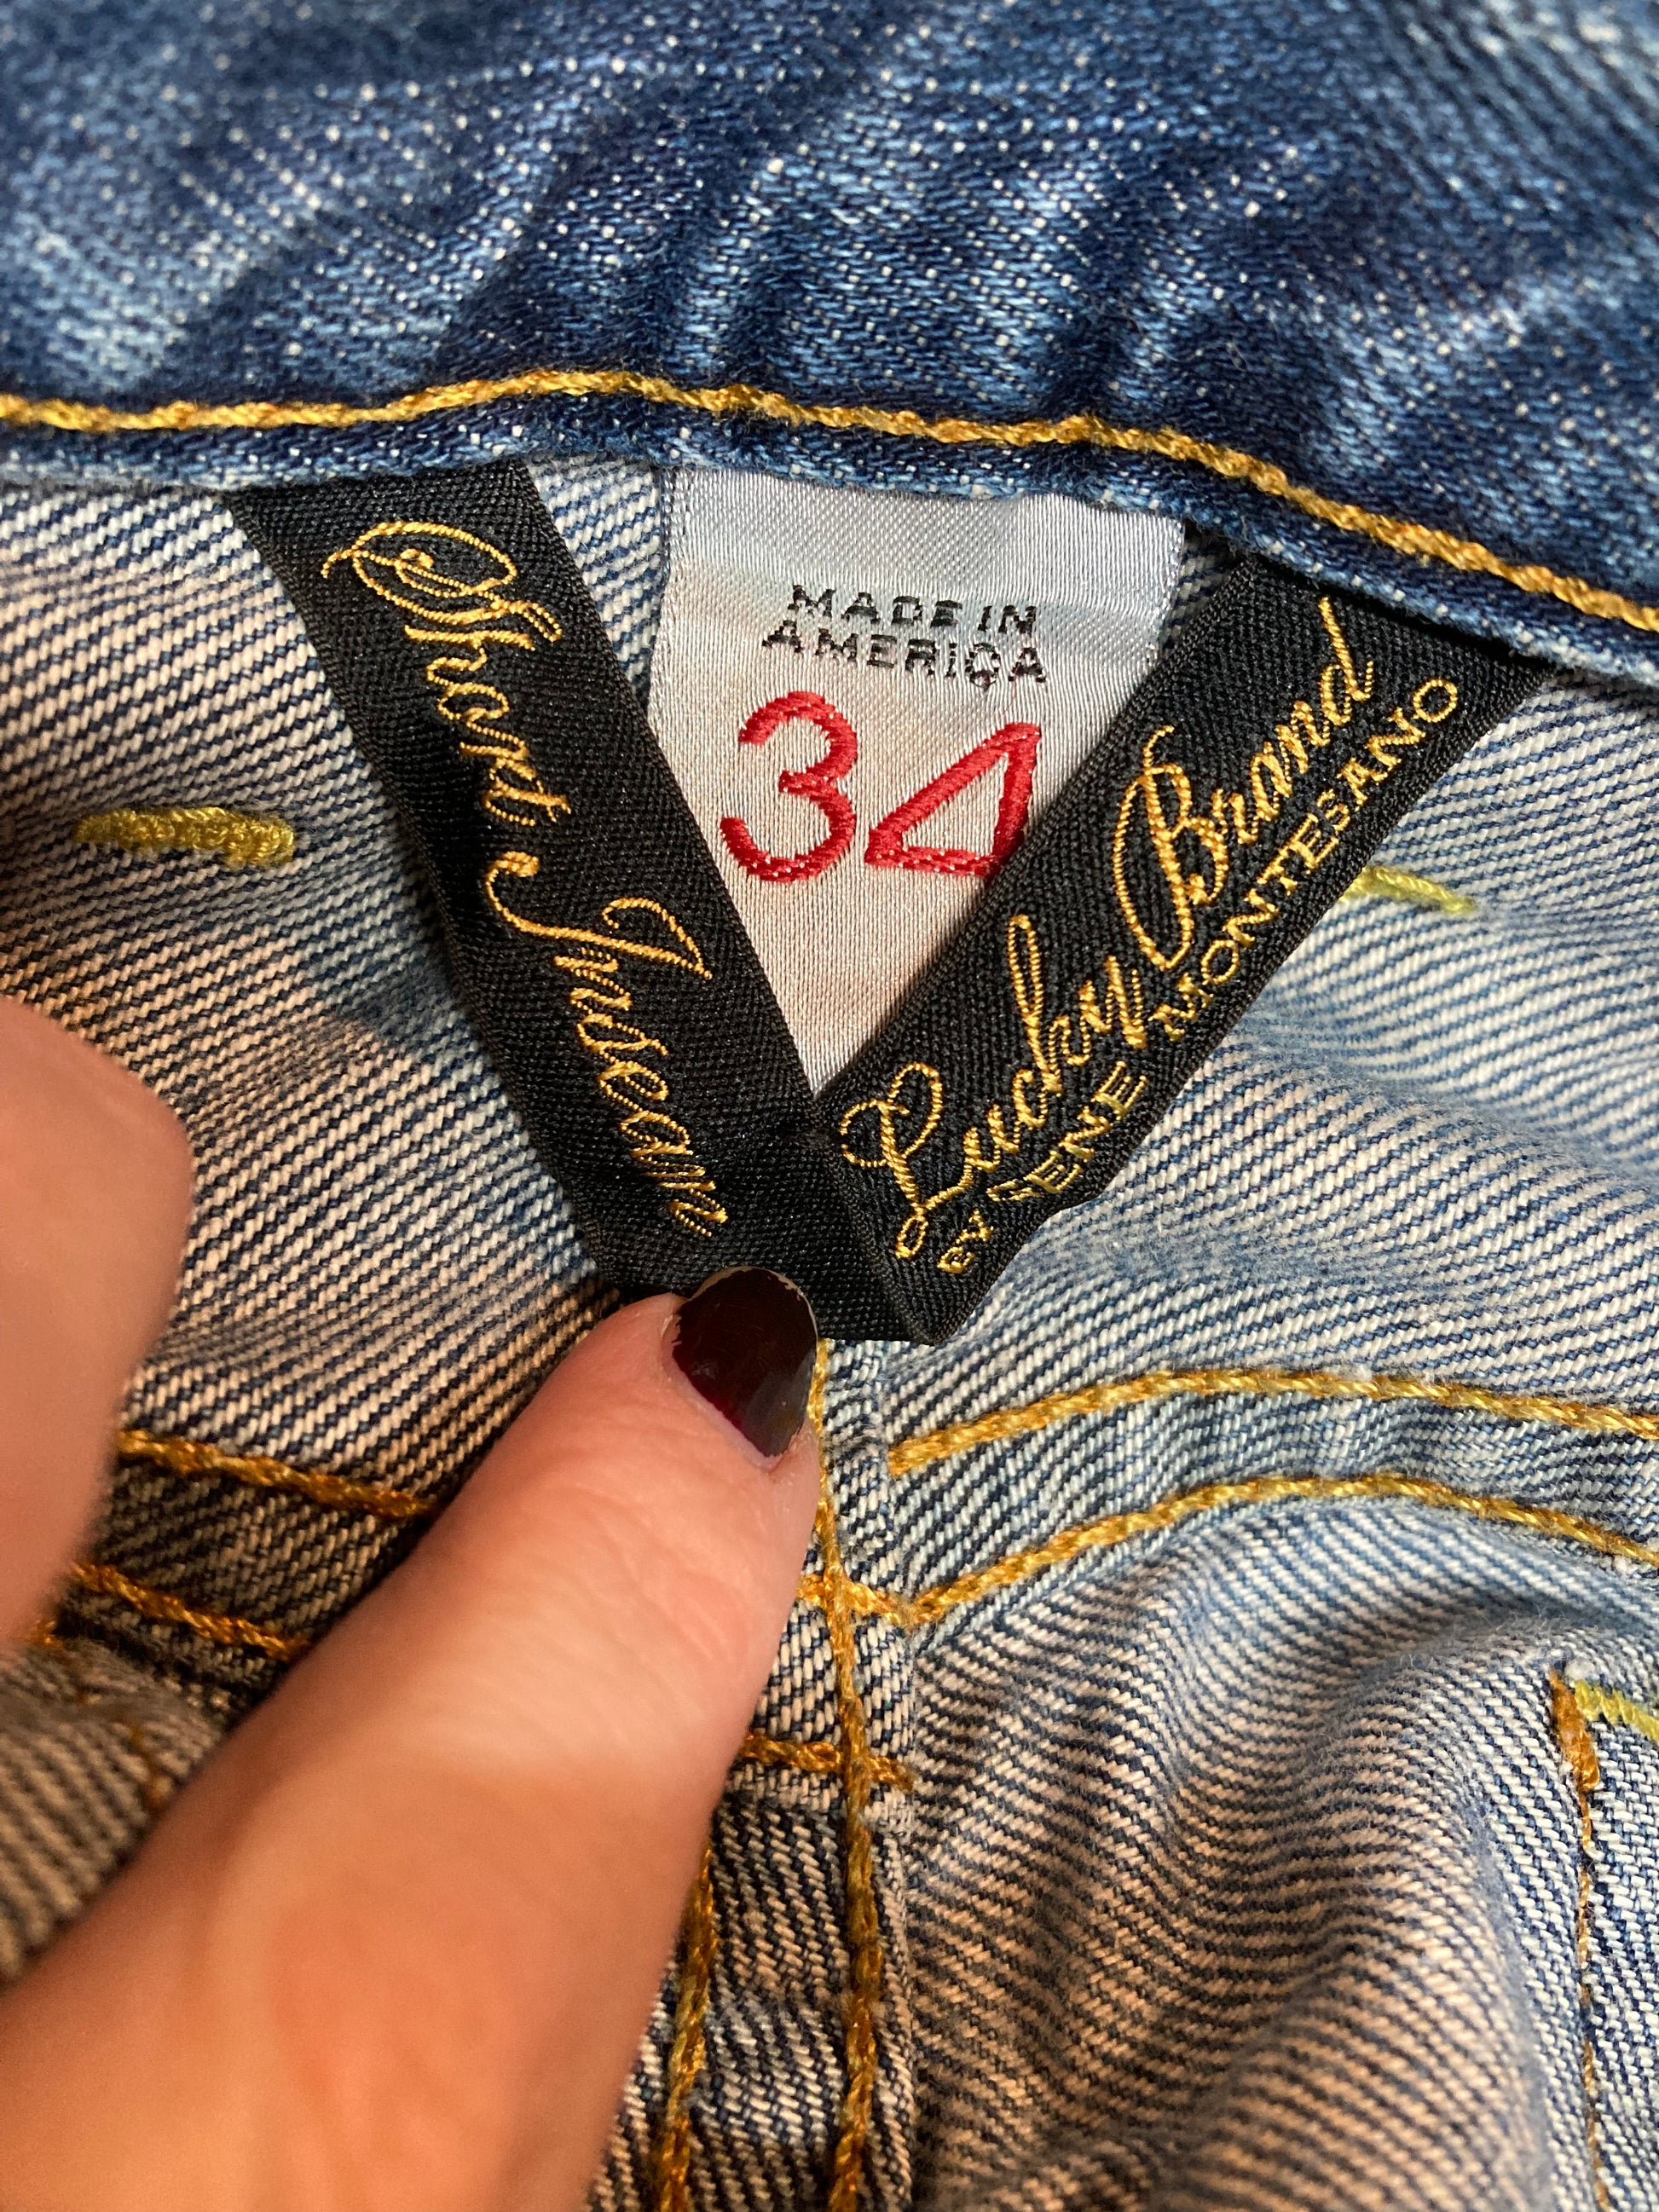 Short Inseam
MADE IN
AMERICA
34
Lucky Brand
BY GENE MONTESANO